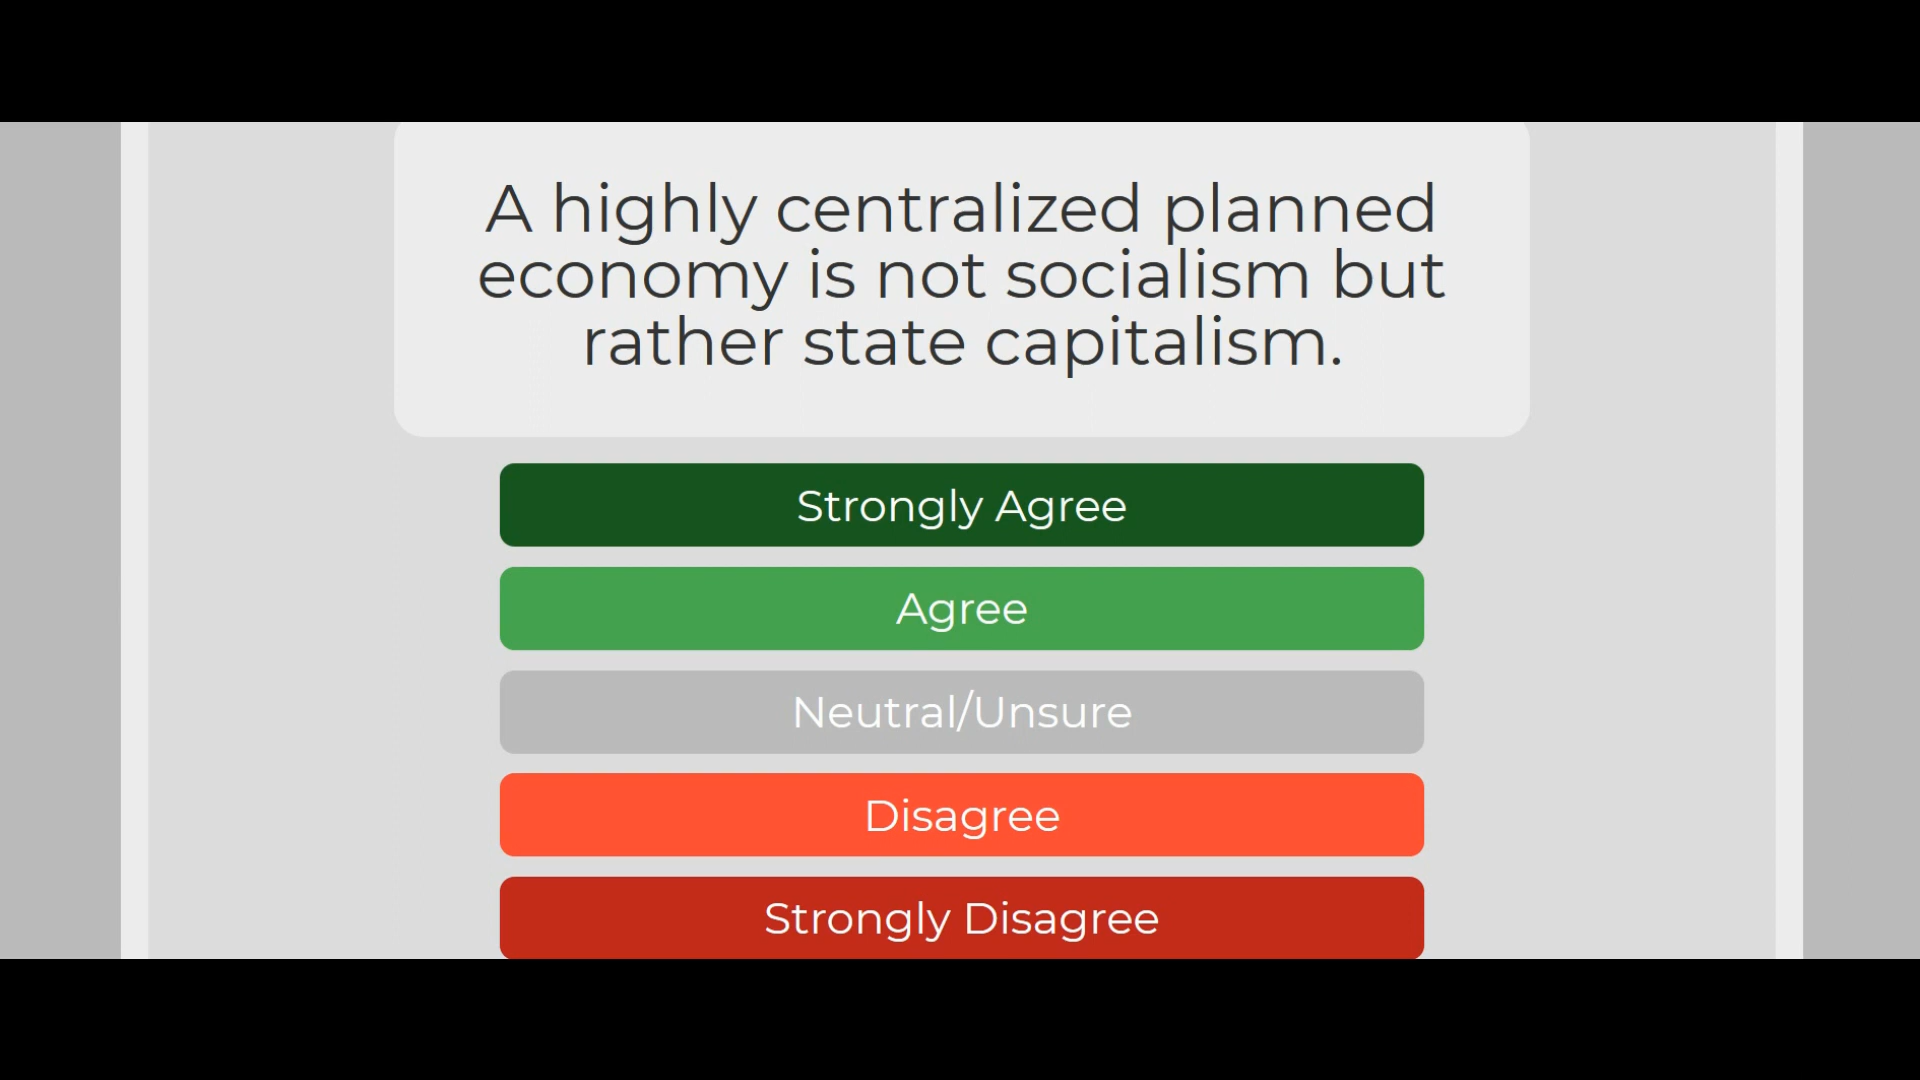 A highly centralized planned
economy is not socialism but
rather state capitalism.
Strongly Agree
Agree
Neutral/Unsure
Disagree
Strongly Disagree